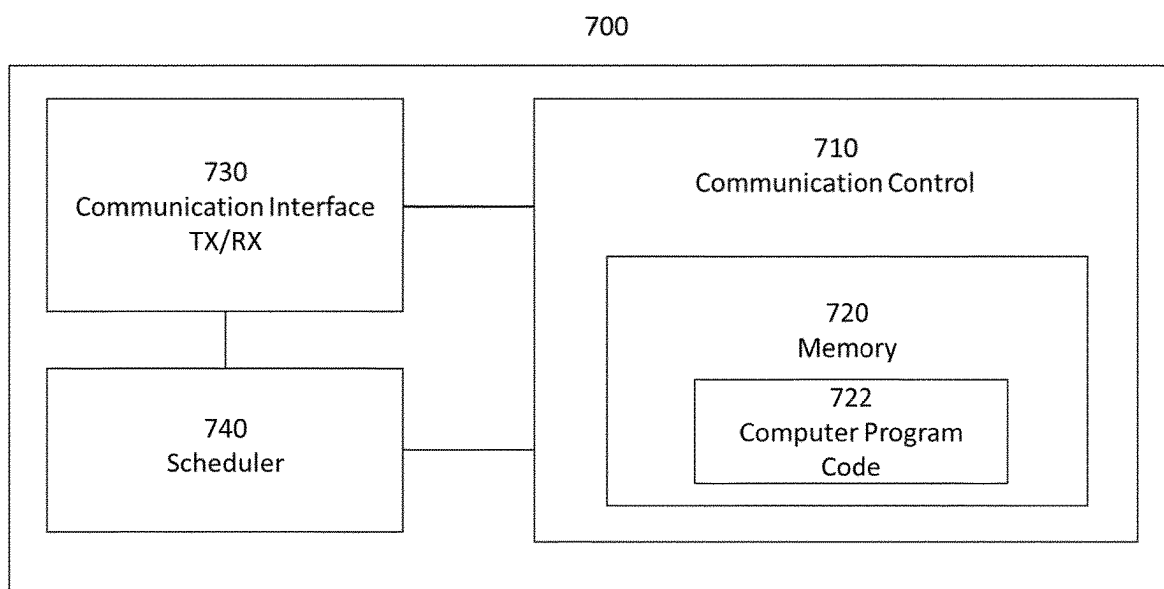 700
730
Communication Interface
TX/RX
710
Communication Control
720
Memory
722
Computer Program
Code
740
Scheduler